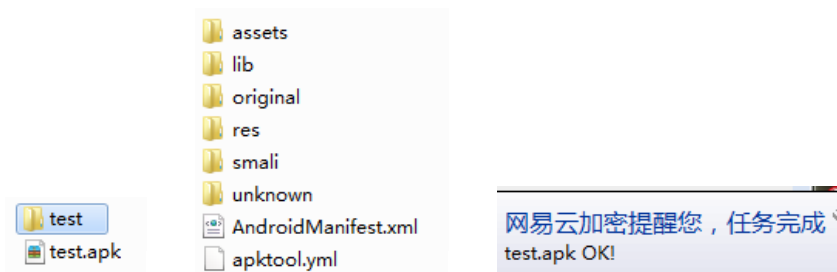 test
test.apk
assets
lib
original
res
smali
unknown
AndroidManifest.xml
apktool.yml
网易云加密提醒您，任务完成
test.apk OK!